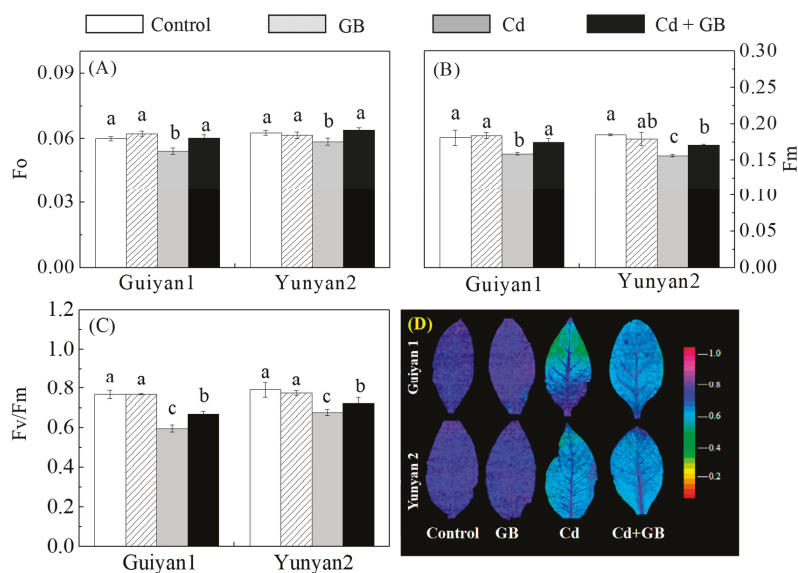 Control GB Cd Cd + GB
(A)
0.09
0.06
0.03
0.00
Fo
a a b a a a b a
Guiyan1 Yunyan2
(B)
0.30
0.25
0.20
0.15
0.10
0.05
0.00
Fm
a a b a a ab c b
Guiyan1 Yunyan2
(C)
1.2
1.0
0.8
0.6
0.4
0.2
0.0
Fv/Fm
a a c b a a c b
Guiyan1 Yunyan2
(D)
Guiyan 1
Yunyan 2
1.0
0.8
0.6
0.4
0.2
Control GB Cd Cd+GB